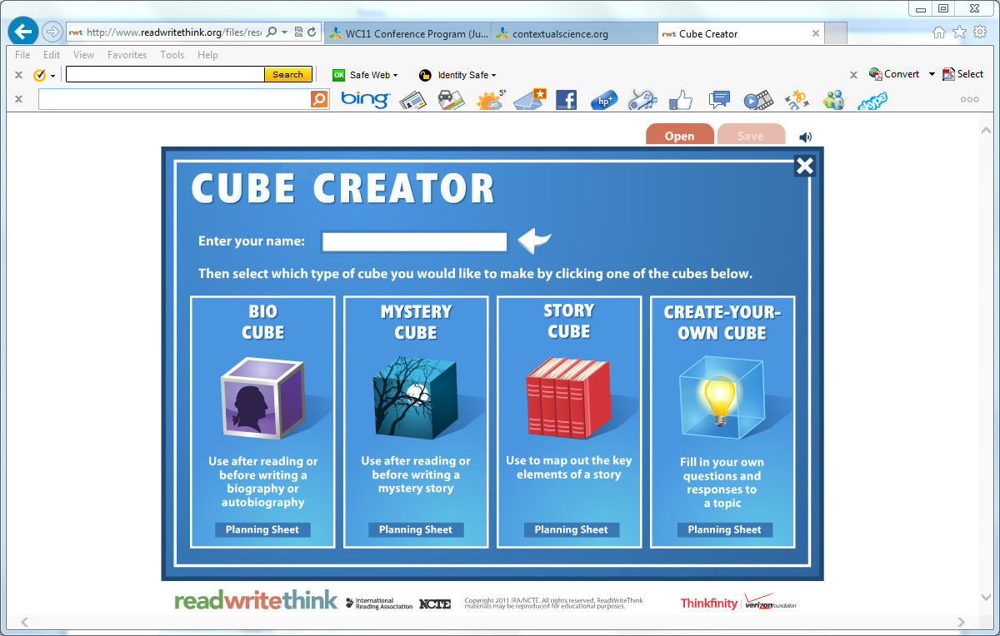 rwt http://www.readwritethink.org/files/res
WC11 Conference Program (Ju...
contextualscience.org
rwt Cube Creator
File Edit View Favorites Tools Help
Search
OK Safe Web
Identity Safe
Convert
Select
bing
5°
hp+
skype
Open
Save
CUBE CREATOR
Enter your name:
Then select which type of cube you would like to make by clicking one of the cubes below.
BIO
CUBE
Use after reading or
before writing a
biography or
autobiography
Planning Sheet
MYSTERY
CUBE
Use after reading or
before writing a
mystery story
Planning Sheet
STORY
CUBE
Use to map out the key
elements of a story
Planning Sheet
CREATE-YOUR-
OWN CUBE
Fill in your own
questions and
responses to
a topic
Planning Sheet
readwritethink
International
Reading Association
NCTE
Copyright 2011 IRA/NCTE. All rights reserved. ReadWriteThink
materials may be reproduced for educational purposes.
Thinkfinity
verizon foundation